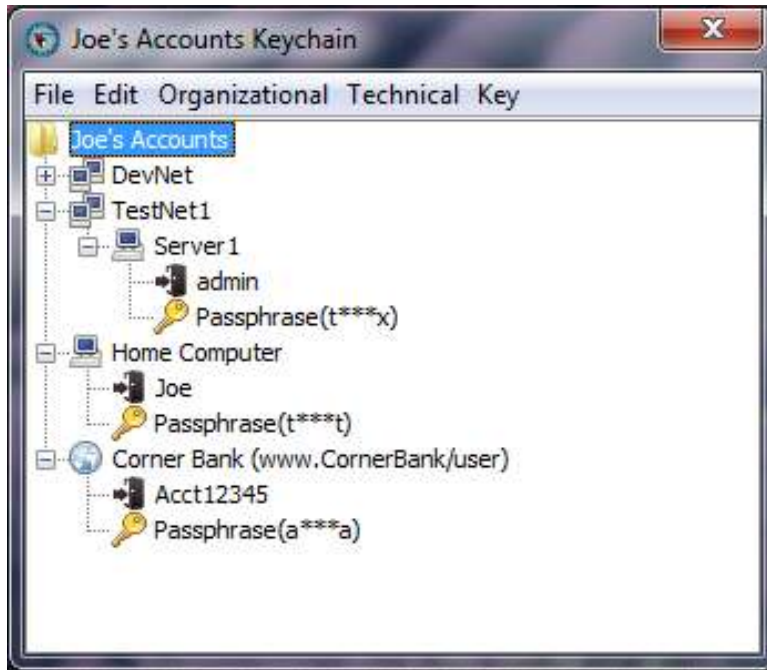 Joe's Accounts Keychain
File Edit Organizational Technical Key
Joe's Accounts
DevNet
TestNet1
Server1
admin
Passphrase(t***x)
Home Computer
Joe
Passphrase(t***t)
Corner Bank (www.CornerBank/user)
Acct12345
Passphrase(a***a)